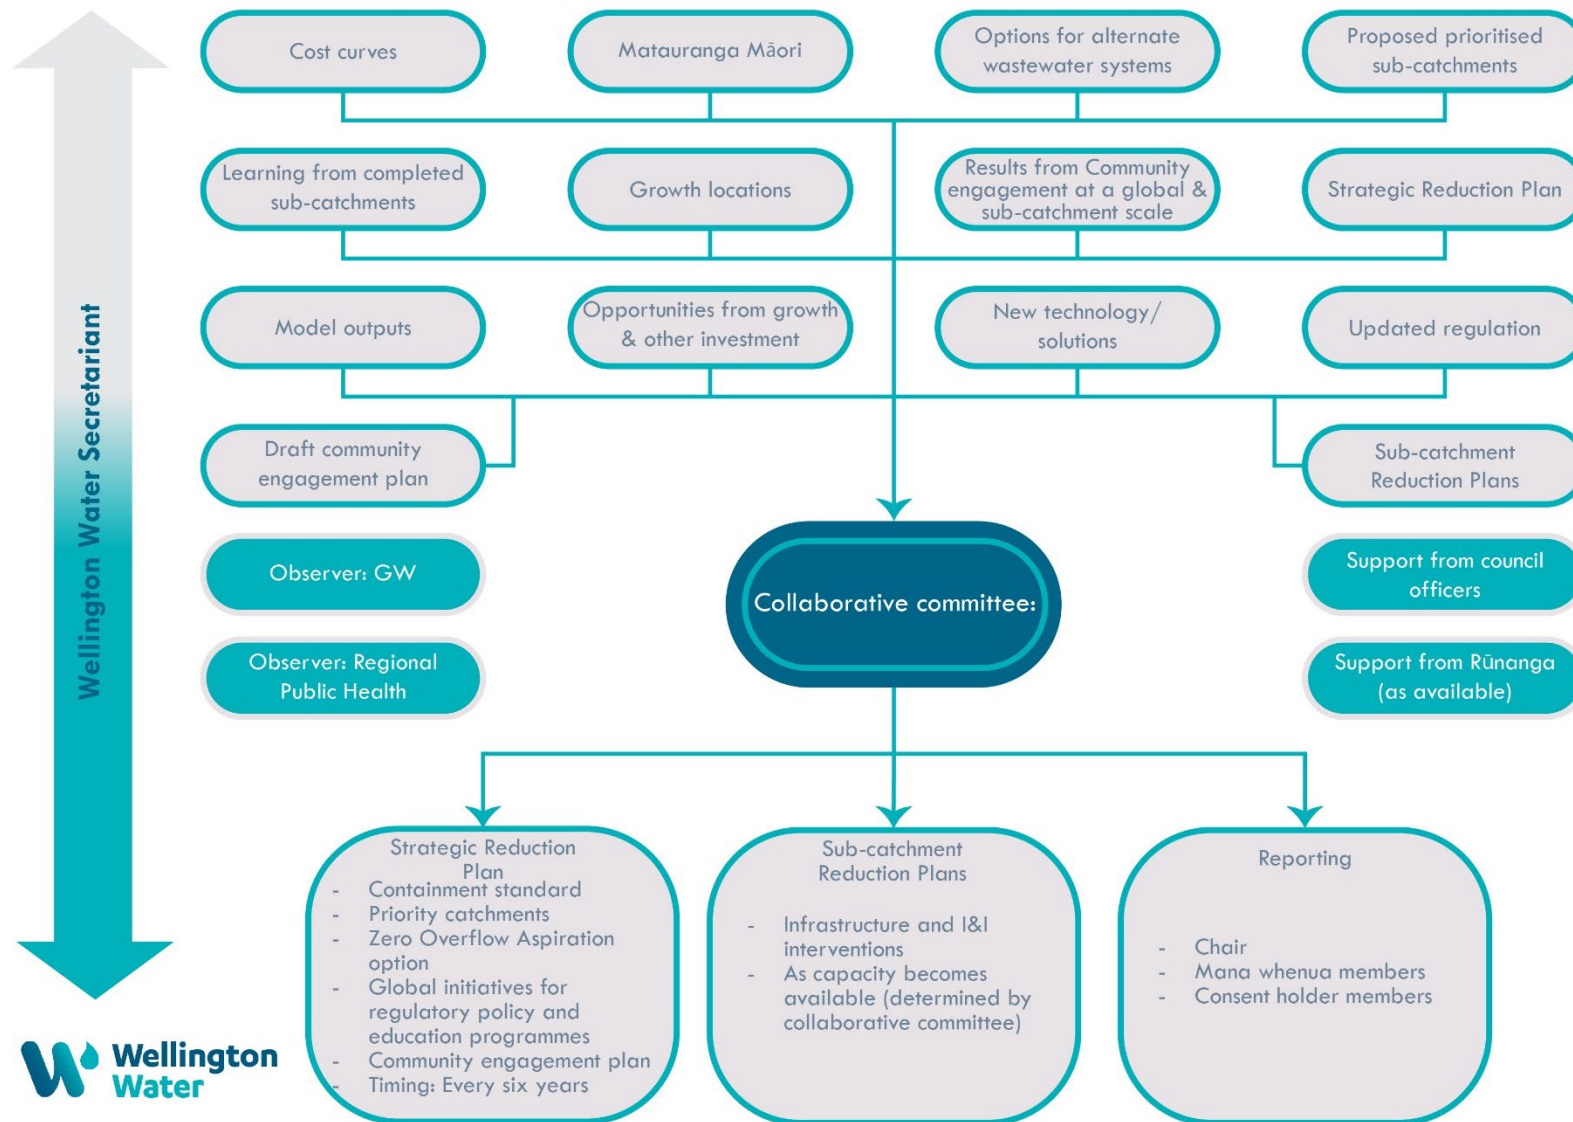 Wellington Water Secretariant
Cost curves
Matauranga Māori
Options for alternate
wastewater systems
Proposed prioritised
sub-catchments
Learning from completed
sub-catchments
Growth locations
Results from Community
engagement at a global &
sub-catchment scale
Strategic Reduction Plan
Model outputs
Opportunities from growth
& other investment
New technology/
solutions
Updated regulation
Draft community
engagement plan
Sub-catchment
Reduction Plans
Observer: GW
Support from council
officers
Collaborative committee:
Observer: Regional
Public Health
Support from Rūnanga
(as available)
Strategic Reduction
Plan
- Containment standard
- Priority catchments
- Zero Overflow Aspiration
option
- Global initiatives for
regulatory policy and
education programmes
- Community engagement plan
- Timing: Every six years
Sub-catchment
Reduction Plans
- Infrastructure and I&I
interventions
- As capacity becomes
available (determined by
collaborative committee)
Reporting
- Chair
- Mana whenua members
- Consent holder members
Wellington
Water